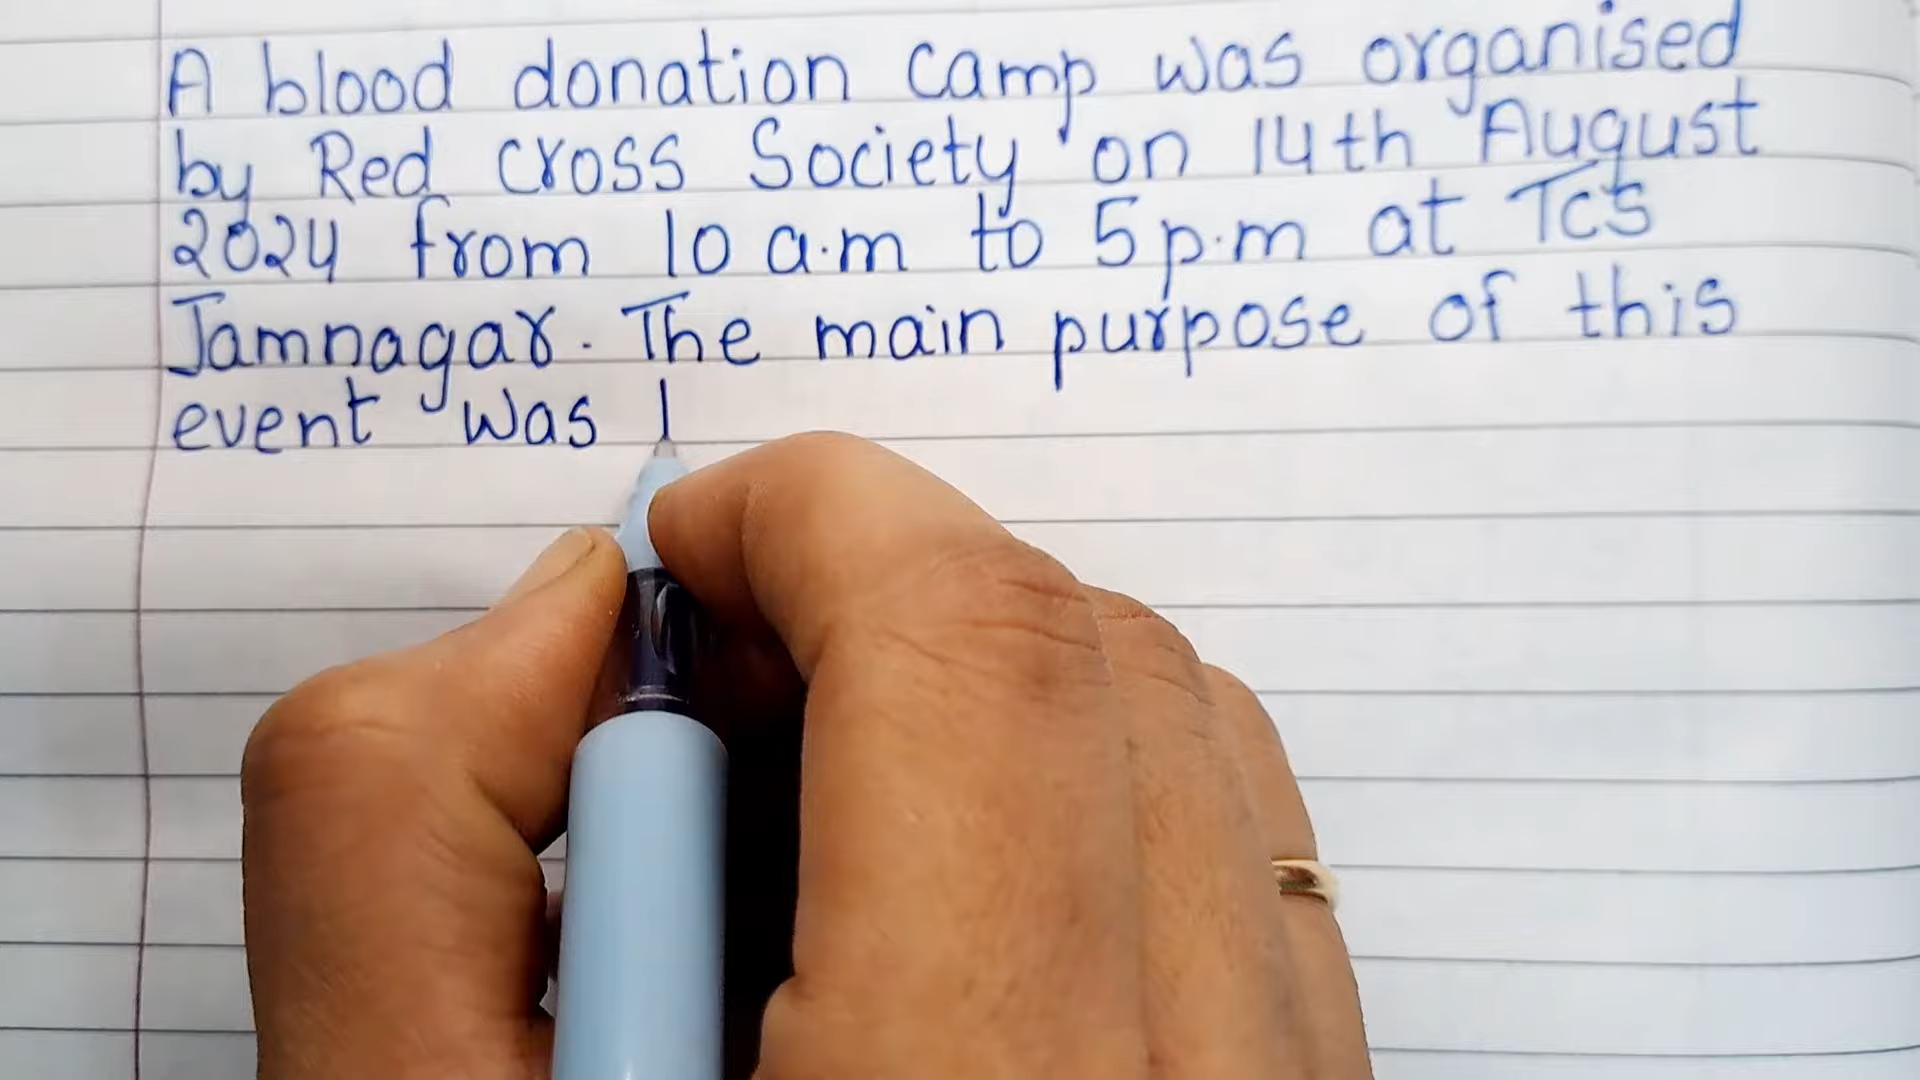 A blood donation camp was organised
by Red Cross Society on 14th August
2024 from 10 a.m to 5 p.m at TCS
Jamnagar. The main purpose of this
event was